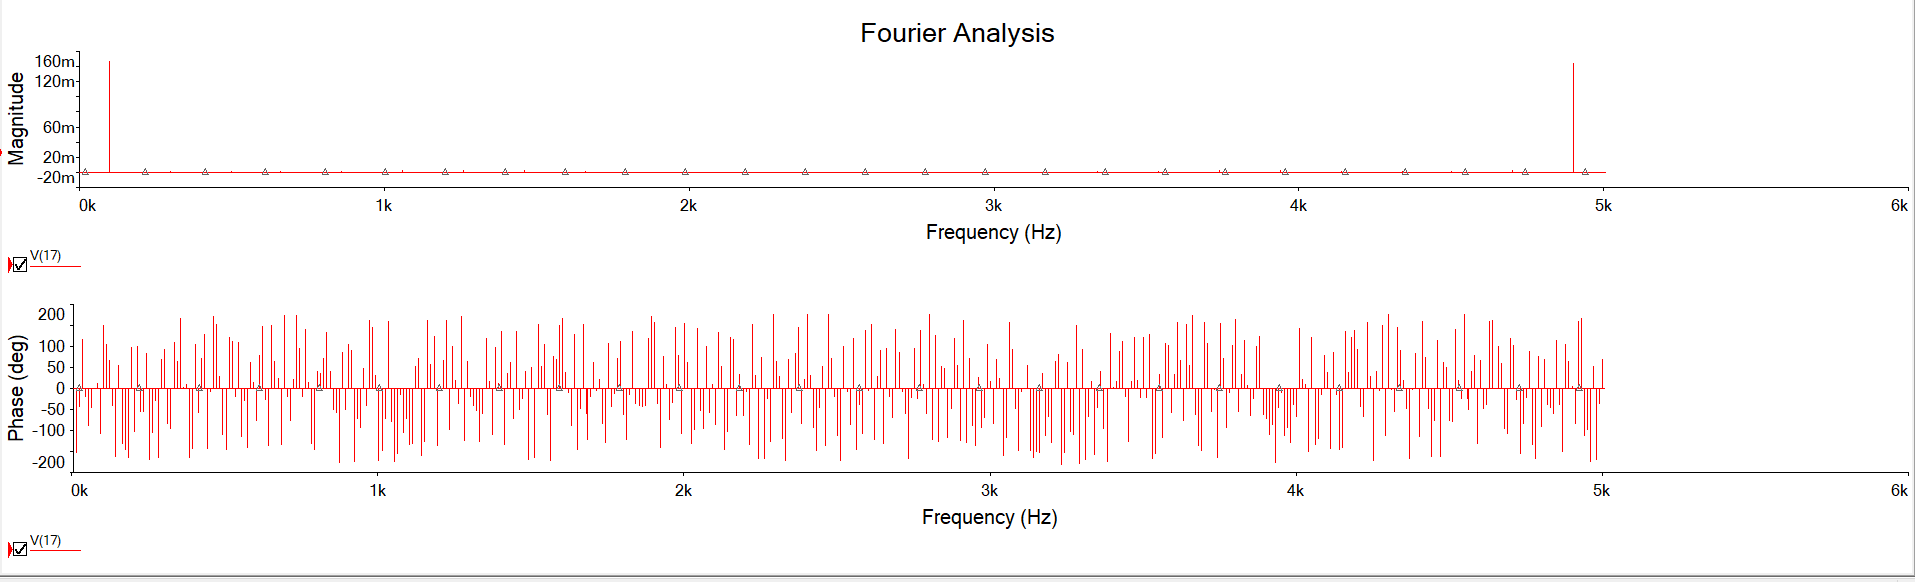 Fourier Analysis
Magnitude
160m
120m
60m
20m
-20m
0k 1k 2k 3k 4k 5k 6k
Frequency (Hz)
V(17)
Phase (deg)
200
100
50
0
-50
-100
-200
0k 1k 2k 3k 4k 5k 6k
Frequency (Hz)
V(17)